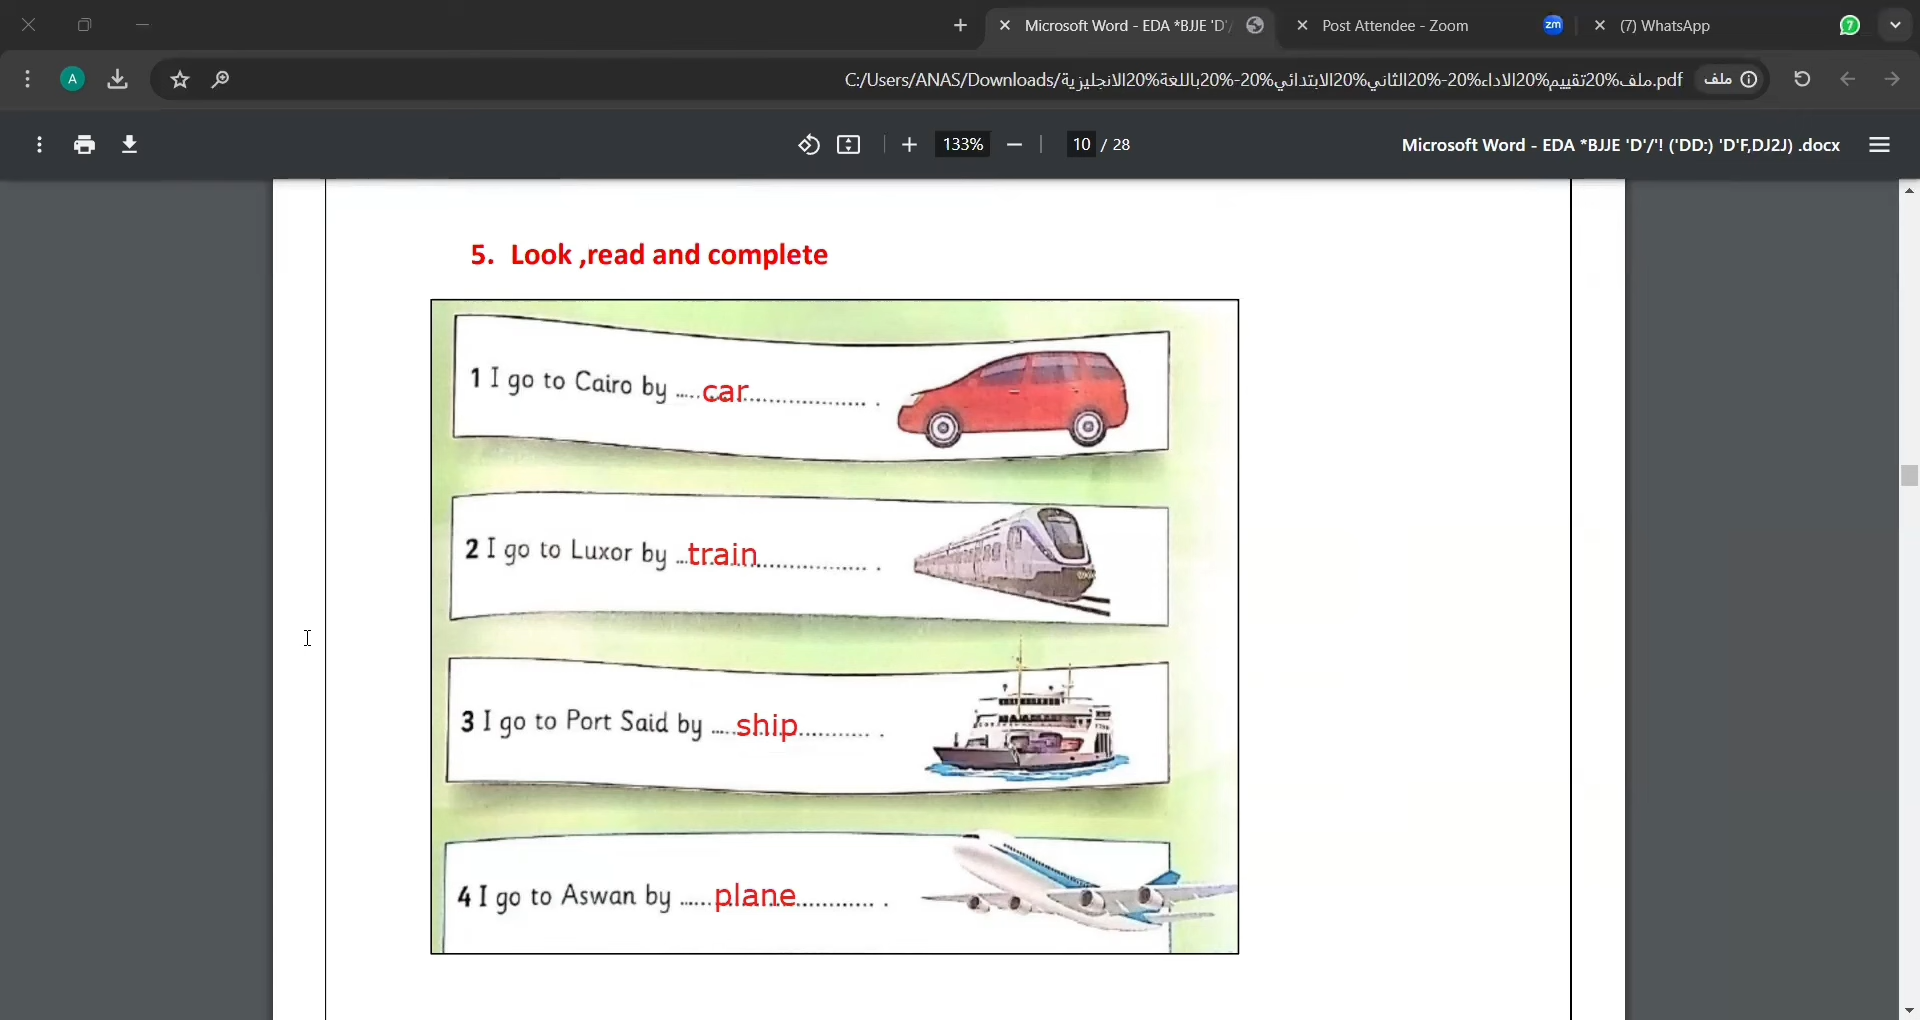 Microsoft Word - EDA *BJJE 'D'/
Post Attendee - Zoom
zm
(7) WhatsApp
7
A
C:/Users/ANAS/Downloads/ملف%20تقييم%20الاداء%20-%20الثاني%20الابتدائي%20-%20باللغة%20الانجليزية.pdf
ملف
133%
10 / 28
Microsoft Word - EDA *BJJE 'D'/'! ('DD:) 'D'F,DJ2J) .docx
5. Look ,read and complete
1 I go to Cairo by .....car.................... .
2 I go to Luxor by ...train.................... .
3 I go to Port Said by .....ship.............. .
4 I go to Aswan by ......plane............... .